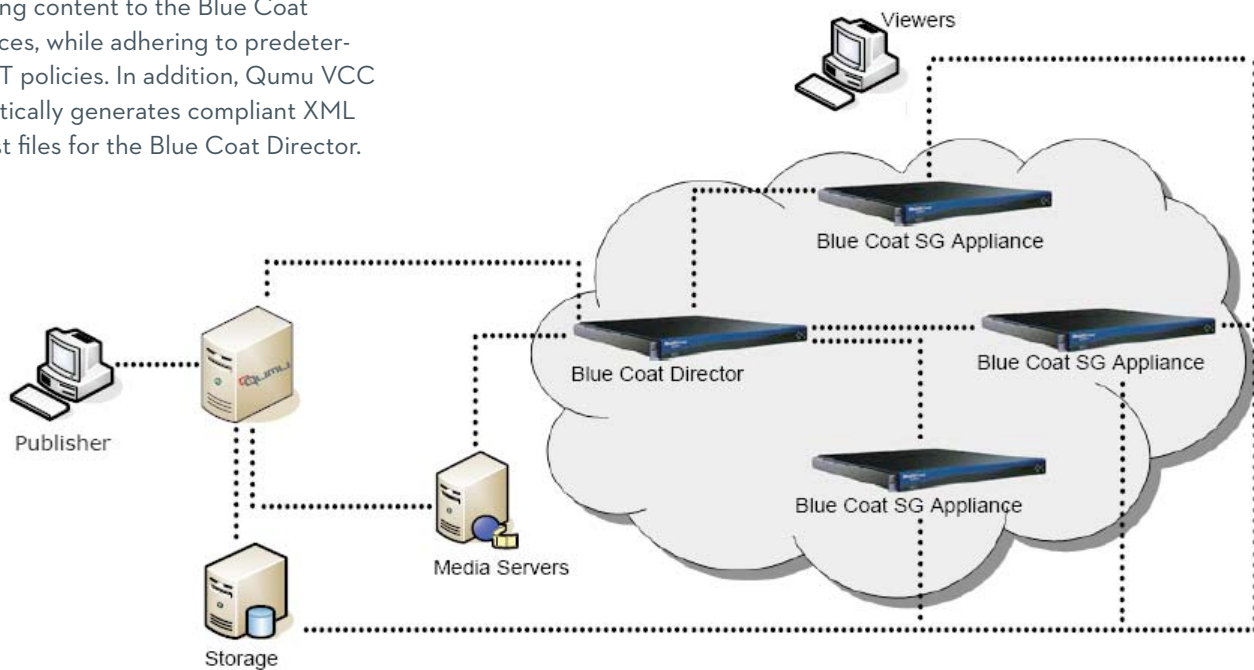 ng content to the Blue Coat
ces, while adhering to predeter-
T policies. In addition, Qumu VCC
tically generates compliant XML
st files for the Blue Coat Director.
Viewers
Blue Coat SG Appliance
Blue Coat SG Appliance
Blue Coat Director
Qumu
Publisher
Blue Coat SG Appliance
Media Servers
Storage